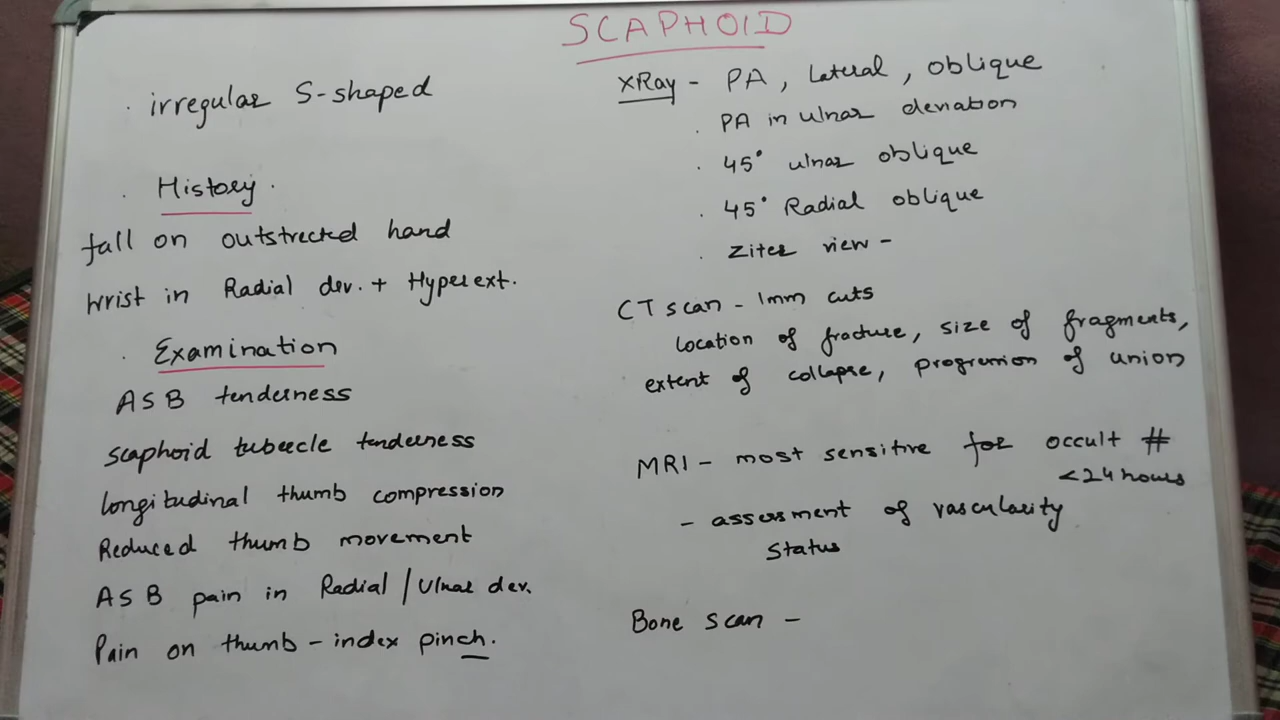 SCAPHOID
. irregular S-shaped
. History .
fall on outstrected hand
Wrist in Radial dev. + Hyperext.
. Examination
ASB tenderness
scaphoid tubercle tenderness
longitudinal thumb compression
Reduced thumb movement
ASB pain in Radial / Ulnar dev.
Pain on thumb - index pinch.
XRay - PA, lateral, oblique
. PA in ulnar deviation
. 45° ulnar oblique
. 45° Radial oblique
. Ziter view -
CT scan - 1mm cuts
location of fracture, size of fragments,
extent of collapse, progression of union
MRI - most sensitive for occult #
<24 hours
- assessment of vascularity
status
Bone scan -